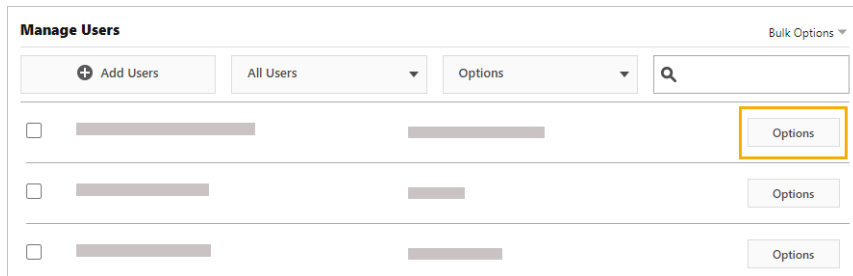 Manage Users
Bulk Options
Add Users
All Users
Options
Options
Options
Options